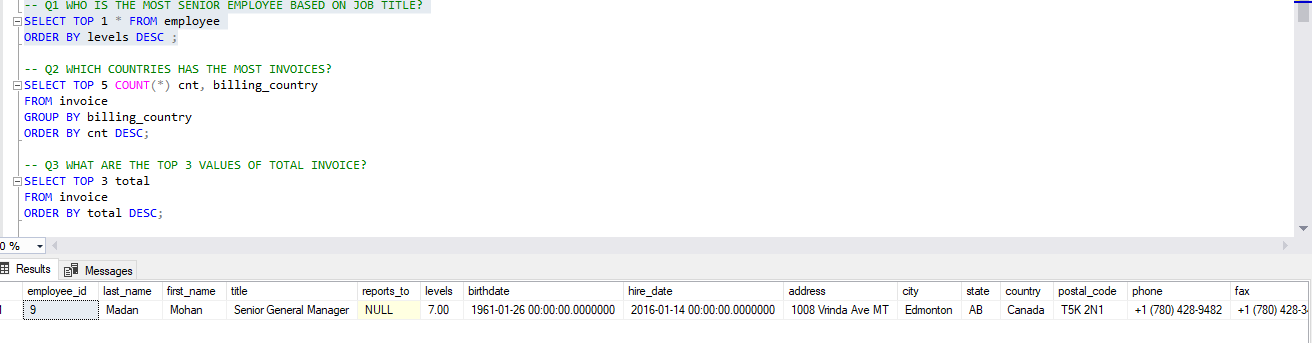 -- Q1 WHO IS THE MOST SENIOR EMPLOYEE BASED ON JOB TITLE?
SELECT TOP 1 * FROM employee
ORDER BY levels DESC ;
-- Q2 WHICH COUNTRIES HAS THE MOST INVOICES?
SELECT TOP 5 COUNT(*) cnt, billing_country
FROM invoice
GROUP BY billing_country
ORDER BY cnt DESC;
-- Q3 WHAT ARE THE TOP 3 VALUES OF TOTAL INVOICE?
SELECT TOP 3 total
FROM invoice
ORDER BY total DESC;
0 %
Results Messages
employee_id last_name first_name title reports_to levels birthdate hire_date address city state country postal_code phone fax
9 Madan Mohan Senior General Manager NULL 7.00 1961-01-26 00:00:00.0000000 2016-01-14 00:00:00.0000000 1008 Vrinda Ave MT Edmonton AB Canada T5K 2N1 +1 (780) 428-9482 +1 (780) 428-3